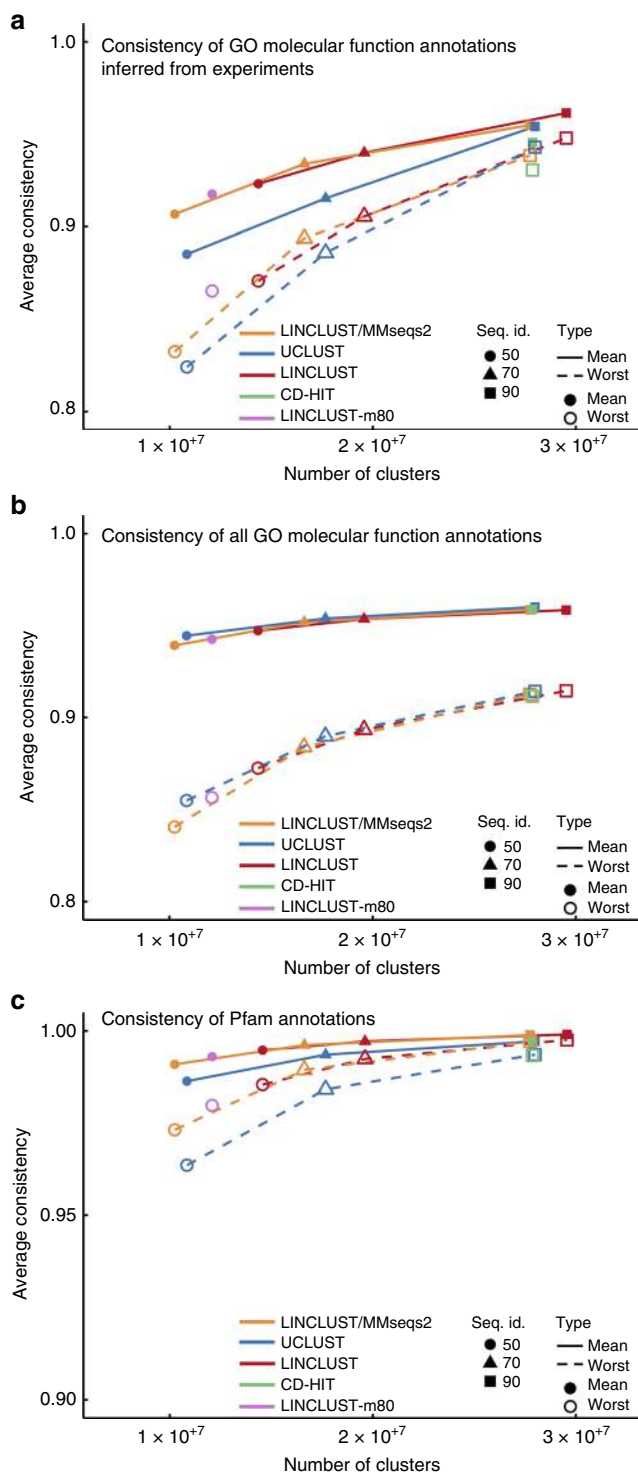 a
Consistency of GO molecular function annotations
inferred from experiments
1.0
0.9
0.8
Average consistency
LINCLUST/MMseqs2
UCLUST
LINCLUST
CD-HIT
LINCLUST-m80
Seq. id.
50
70
90
Type
Mean
Worst
Mean
Worst
1 × 10⁺⁷
2 × 10⁺⁷
3 × 10⁺⁷
Number of clusters
b
Consistency of all GO molecular function annotations
1.0
0.9
0.8
Average consistency
LINCLUST/MMseqs2
UCLUST
LINCLUST
CD-HIT
LINCLUST-m80
Seq. id.
50
70
90
Type
Mean
Worst
Mean
Worst
1 × 10⁺⁷
2 × 10⁺⁷
3 × 10⁺⁷
Number of clusters
c
Consistency of Pfam annotations
1.00
0.95
0.90
Average consistency
LINCLUST/MMseqs2
UCLUST
LINCLUST
CD-HIT
LINCLUST-m80
Seq. id.
50
70
90
Type
Mean
Worst
Mean
Worst
1 × 10⁺⁷
2 × 10⁺⁷
3 × 10⁺⁷
Number of clusters